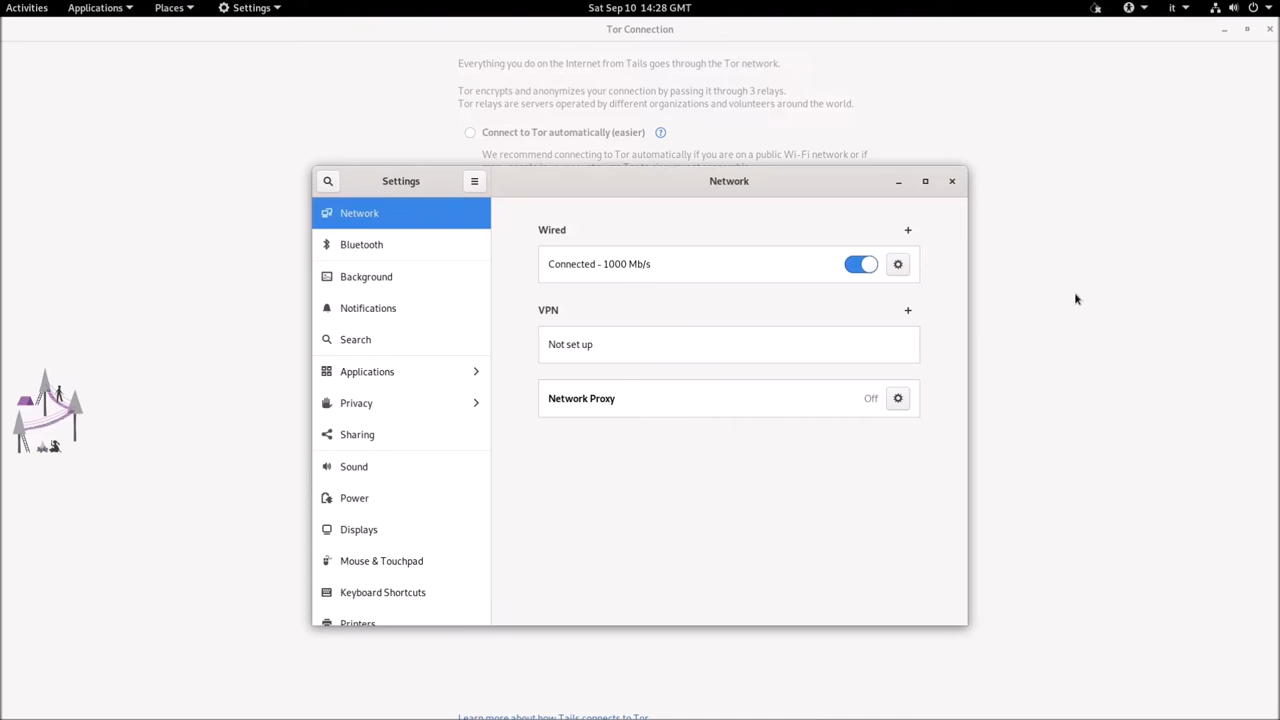 Activities Applications Places Settings Sat Sep 10 14:28 GMT it
Tor Connection
Everything you do on the Internet from Tails goes through the Tor network.
Tor encrypts and anonymizes your connection by passing it through 3 relays.
Tor relays are servers operated by different organizations and volunteers around the world.
Connect to Tor automatically (easier) ?
We recommend connecting to Tor automatically if you are on a public Wi-Fi network or if
Settings Network
Network
Bluetooth
Background
Notifications
Search
Applications
Privacy
Sharing
Sound
Power
Displays
Mouse & Touchpad
Keyboard Shortcuts
Printers
Wired
Connected - 1000 Mb/s
VPN
Not set up
Network Proxy Off
Learn more about how Tails connects to Tor